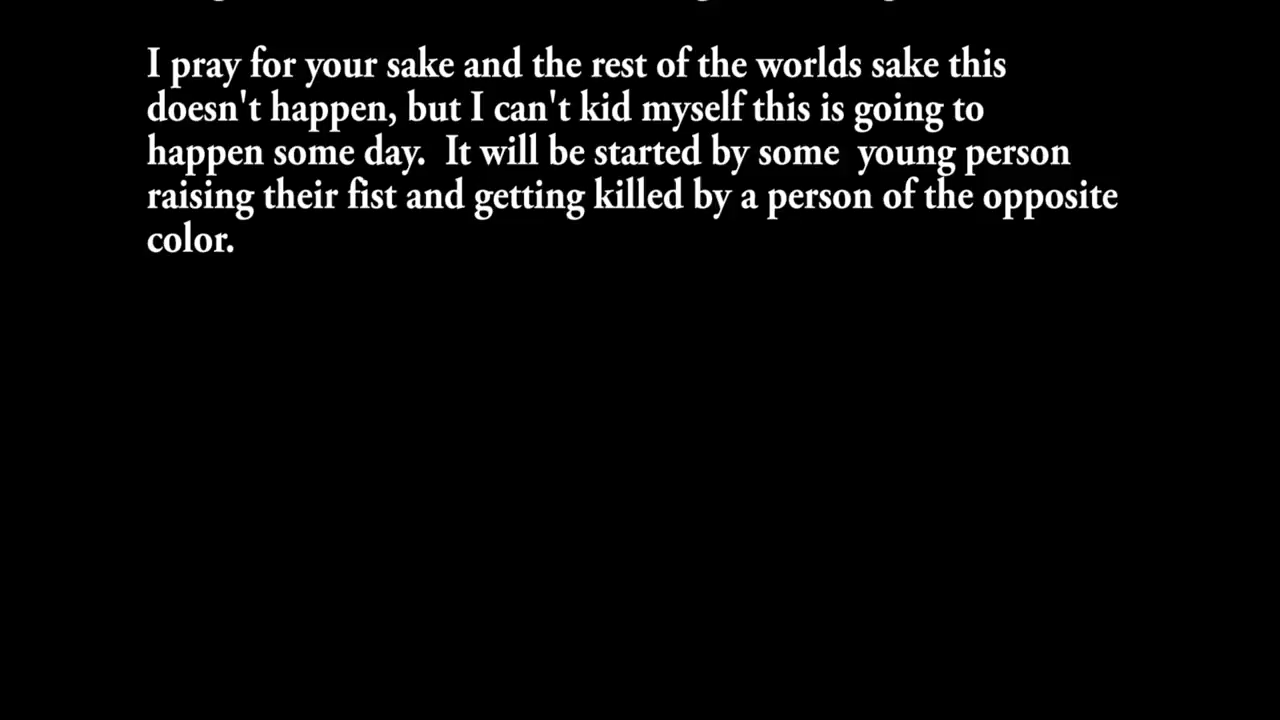 I pray for your sake and the rest of the worlds sake this
doesn't happen, but I can't kid myself this is going to
happen some day.  It will be started by some  young person
raising their fist and getting killed by a person of the opposite
color.